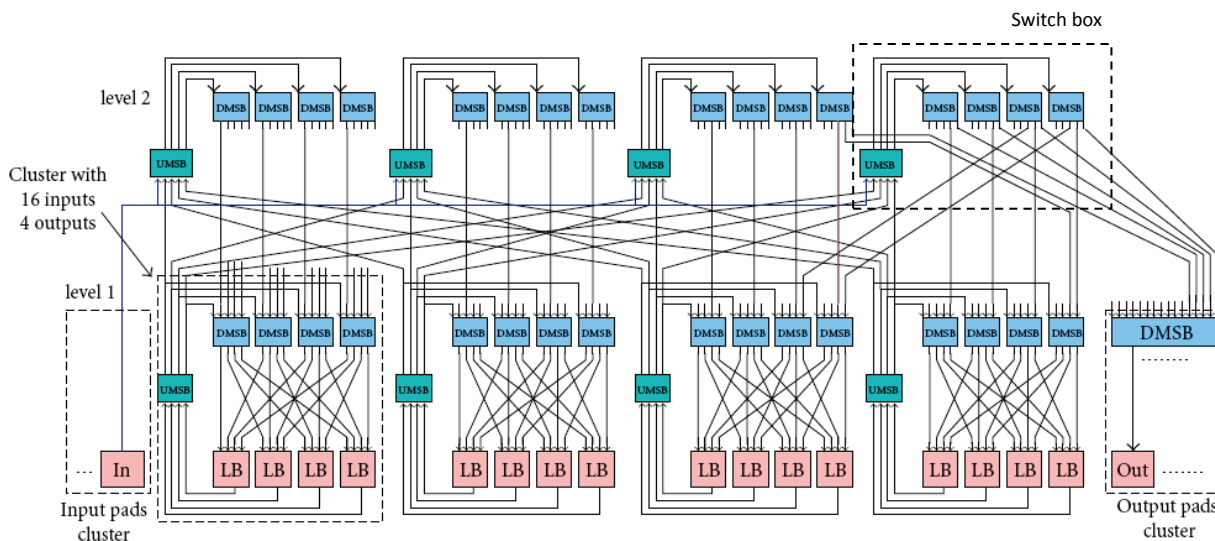 Switch box
level 2
DMSB DMSB DMSB DMSB DMSB DMSB DMSB DMSB DMSB DMSB DMSB DMSB DMSB DMSB DMSB DMSB
UMSB UMSB UMSB UMSB
Cluster with
16 inputs
4 outputs
level 1
DMSB DMSB DMSB DMSB DMSB DMSB DMSB DMSB DMSB DMSB DMSB DMSB DMSB DMSB DMSB DMSB DMSB
UMSB UMSB UMSB UMSB
... In LB LB LB LB LB LB LB LB LB LB LB LB LB LB LB LB Out .......
Input pads
cluster
Output pads
cluster